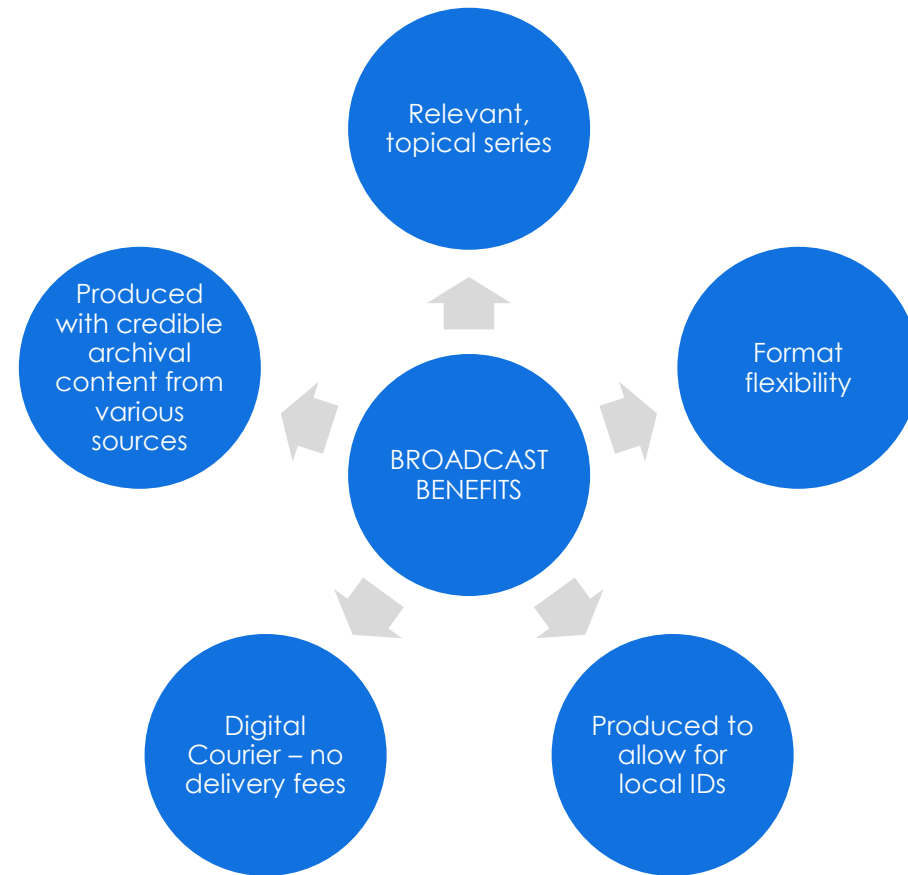 Relevant,
topical series
Format
flexibility
Produced to
allow for
local IDs
Digital
Courier – no
delivery fees
Produced
with credible
archival
content from
various
sources
BROADCAST
BENEFITS